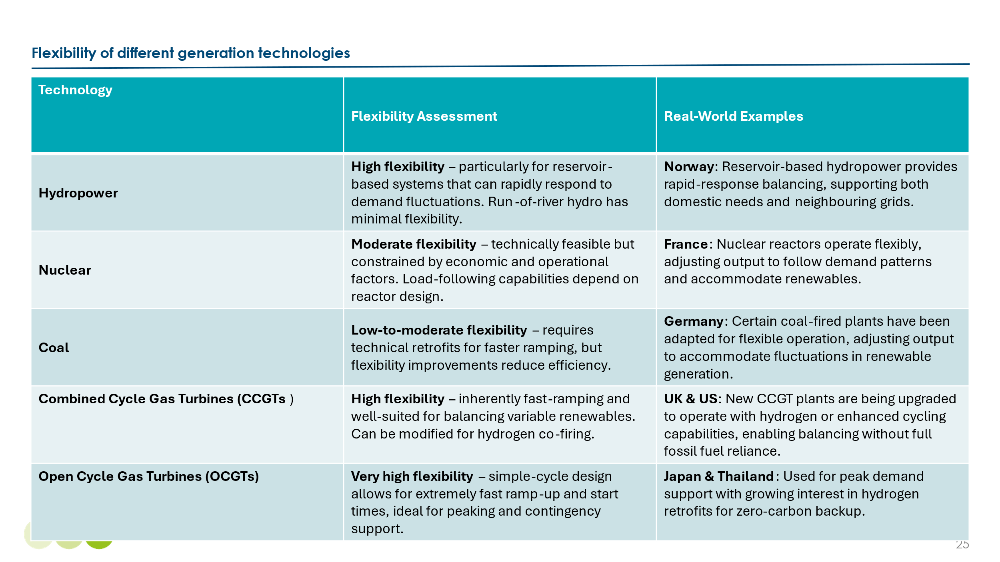 Flexibility of different generation technologies
Technology
Flexibility Assessment
Real-World Examples
Hydropower
High flexibility – particularly for reservoir-
based systems that can rapidly respond to
demand fluctuations. Run-of-river hydro has
minimal flexibility.
Norway: Reservoir-based hydropower provides
rapid-response balancing, supporting both
domestic needs and neighbouring grids.
Nuclear
Moderate flexibility – technically feasible but
constrained by economic and operational
factors. Load-following capabilities depend on
reactor design.
France: Nuclear reactors operate flexibly,
adjusting output to follow demand patterns
and accommodate renewables.
Coal
Low-to-moderate flexibility – requires
technical retrofits for faster ramping, but
flexibility improvements reduce efficiency.
Germany: Certain coal-fired plants have been
adapted for flexible operation, adjusting output
to accommodate fluctuations in renewable
generation.
Combined Cycle Gas Turbines (CCGTs )
High flexibility – inherently fast-ramping and
well-suited for balancing variable renewables.
Can be modified for hydrogen co-firing.
UK & US: New CCGT plants are being upgraded
to operate with hydrogen or enhanced cycling
capabilities, enabling balancing without full
fossil fuel reliance.
Open Cycle Gas Turbines (OCGTs)
Very high flexibility – simple-cycle design
allows for extremely fast ramp-up and start
times, ideal for peaking and contingency
support.
Japan & Thailand: Used for peak demand
support with growing interest in hydrogen
retrofits for zero-carbon backup.
25